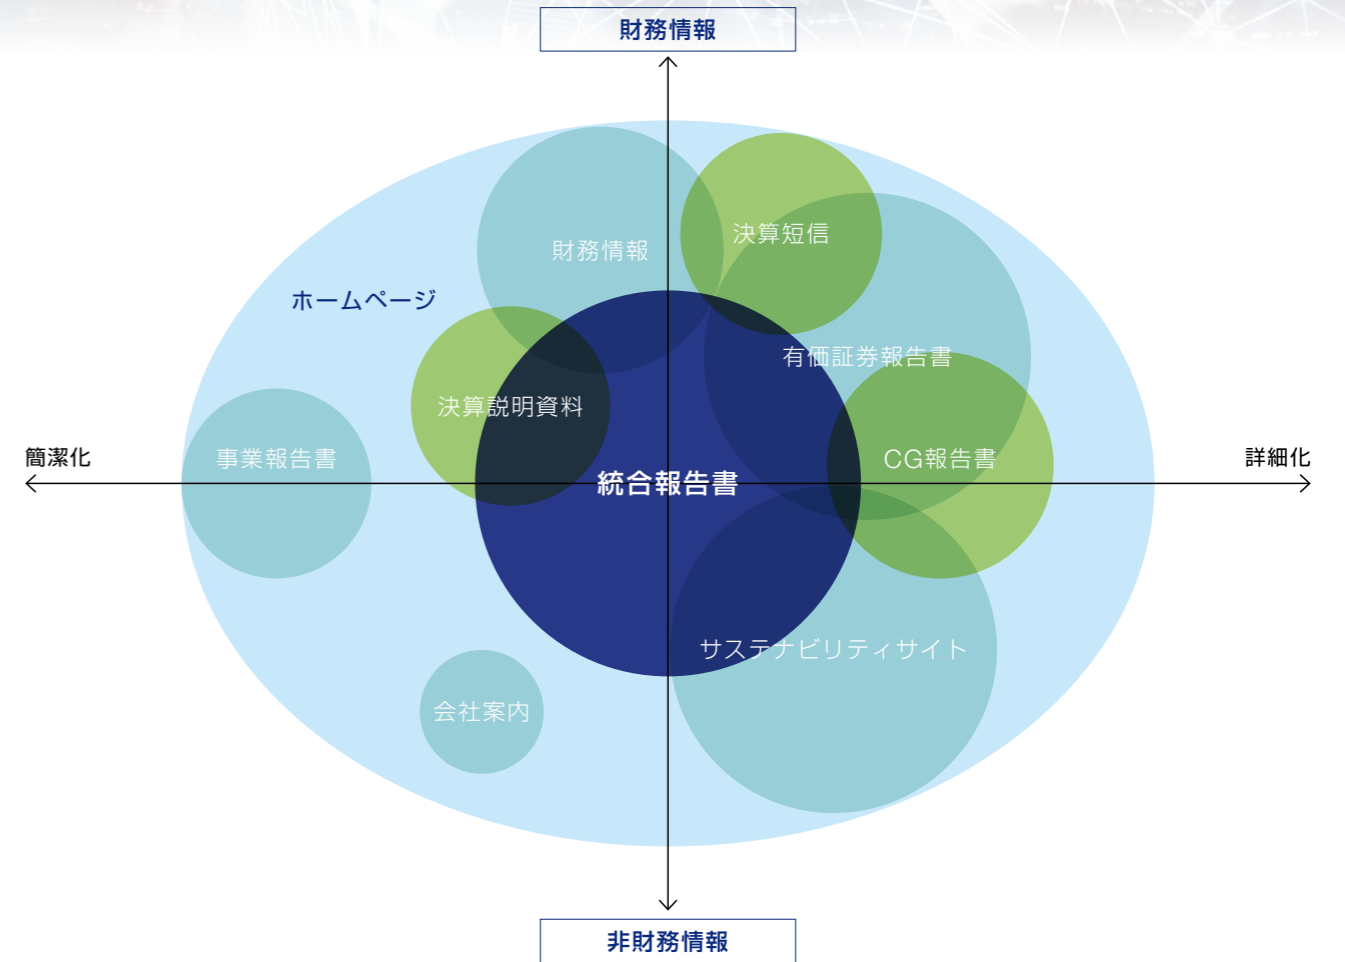 財務情報
決算短信
財務情報
ホームページ
有価証券報告書
決算説明資料
簡潔化
事業報告書
CG報告書
詳細化
統合報告書
サステナビリティサイト
会社案内
非財務情報